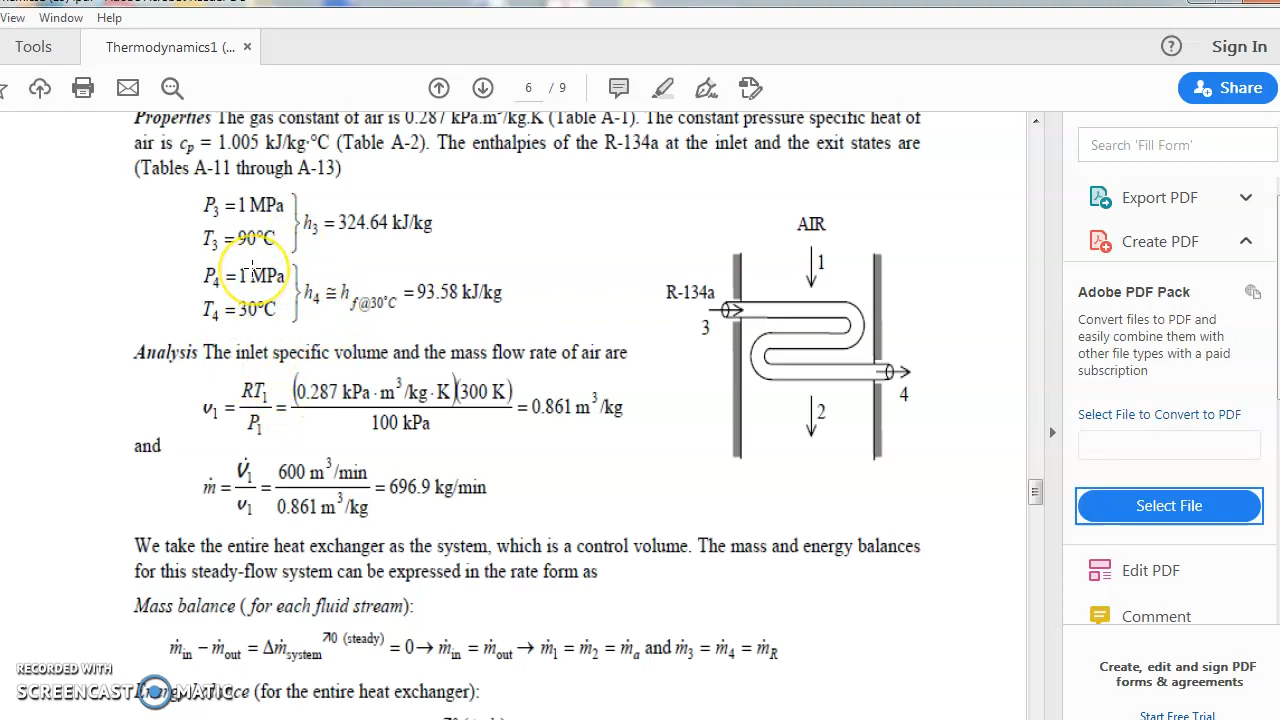 View Window Help
Tools Thermodynamics1 (... × ? Sign In
6 / 9 Share
Properties The gas constant of air is 0.287 kPa.m³/kg.K (Table A-1). The constant pressure specific heat of
air is cp = 1.005 kJ/kg·°C (Table A-2). The enthalpies of the R-134a at the inlet and the exit states are
(Tables A-11 through A-13)
P3 = 1 MPa
T3 = 90°C
h3 = 324.64 kJ/kg
P4 = 1 MPa
T4 = 30°C
h4 ≅ hf@30°C = 93.58 kJ/kg
AIR
1
R-134a
3
4
2
Analysis The inlet specific volume and the mass flow rate of air are
υ1 = RT1/P1 = (0.287 kPa·m³/kg·K)(300 K)/100 kPa = 0.861 m³/kg
and
ṁ = V̇1/υ1 = 600 m³/min / 0.861 m³/kg = 696.9 kg/min
We take the entire heat exchanger as the system, which is a control volume. The mass and energy balances
for this steady-flow system can be expressed in the rate form as
Mass balance (for each fluid stream):
ṁin − ṁout = Δṁsystem ↗0 (steady) = 0 → ṁin = ṁout → ṁ1 = ṁ2 = ṁa and ṁ3 = ṁ4 = ṁR
(for the entire heat exchanger):
RECORDED WITH
SCREENCAST MATIC
Search 'Fill Form'
Export PDF
Create PDF
Adobe PDF Pack
Convert files to PDF and
easily combine them with
other file types with a paid
subscription
Select File to Convert to PDF
Select File
Edit PDF
Comment
Create, edit and sign PDF
forms & agreements
Start Free Trial